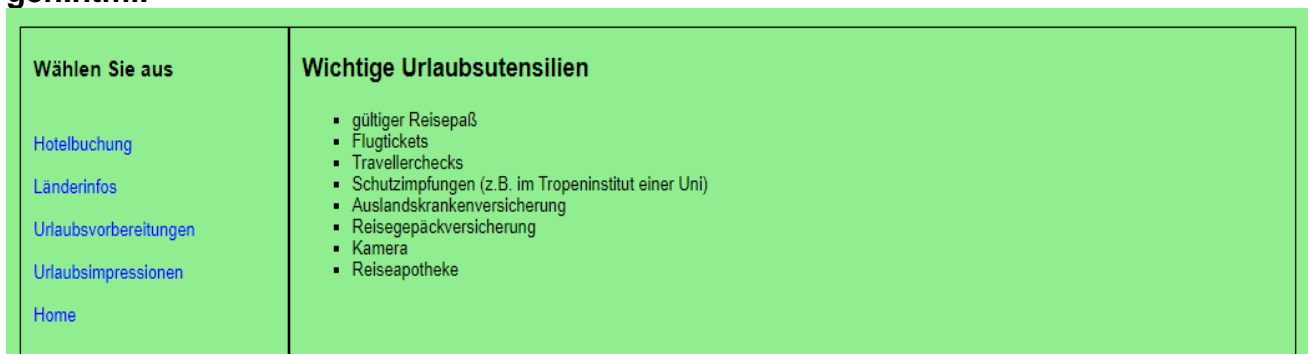 Wählen Sie aus
Hotelbuchung
Länderinfos
Urlaubsvorbereitungen
Urlaubsimpressionen
Home
Wichtige Urlaubsutensilien
gültiger Reisepaß
Flugtickets
Travellerchecks
Schutzimpfungen (z.B. im Tropeninstitut einer Uni)
Auslandskrankenversicherung
Reisegepäckversicherung
Kamera
Reiseapotheke